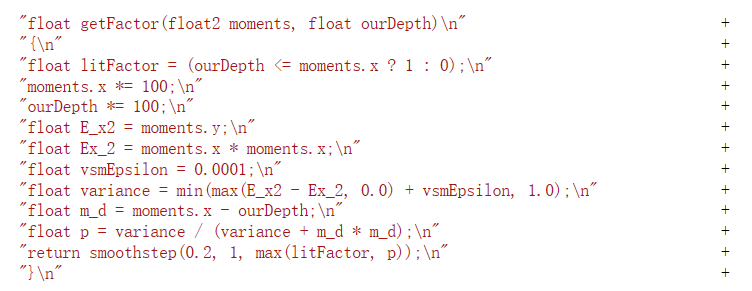 "float getFactor(float2 moments, float ourDepth)\n" +
"{\n" +
"float litFactor = (ourDepth <= moments.x ? 1 : 0);\n" +
"moments.x *= 100;\n" +
"ourDepth *= 100;\n" +
"float E_x2 = moments.y;\n" +
"float Ex_2 = moments.x * moments.x;\n" +
"float vsmEpsilon = 0.0001;\n" +
"float variance = min(max(E_x2 - Ex_2, 0.0) + vsmEpsilon, 1.0);\n" +
"float m_d = moments.x - ourDepth;\n" +
"float p = variance / (variance + m_d * m_d);\n" +
"return smoothstep(0.2, 1, max(litFactor, p));\n" +
"}\n" +